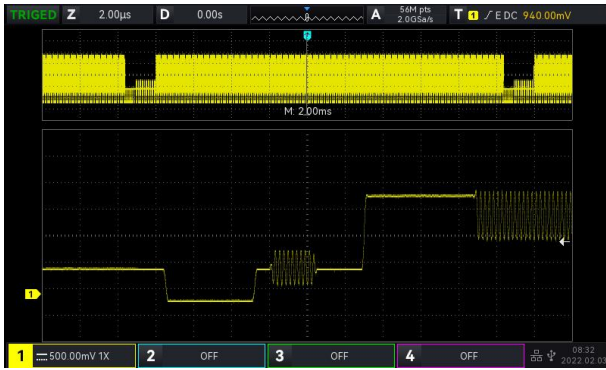 TRIGED Z 2.00μs D 0.00s A 56M pts 2.0GSa/s T 1 E DC 940.00mV
M: 2.00ms
1
1 500.00mV 1X 2 OFF 3 OFF 4 OFF 08:32 2022.02.03